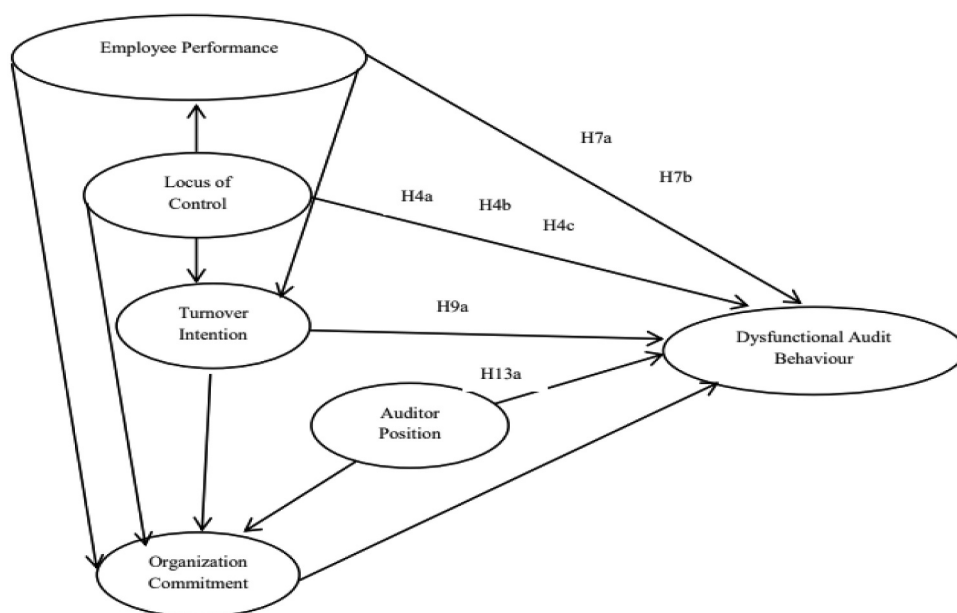 Employee Performance
H7a
H7b
Locus of
Control
H4a
H4b
H4c
Turnover
Intention
H9a
Dysfunctional Audit
Behaviour
H13a
Auditor
Position
Organization
Commitment